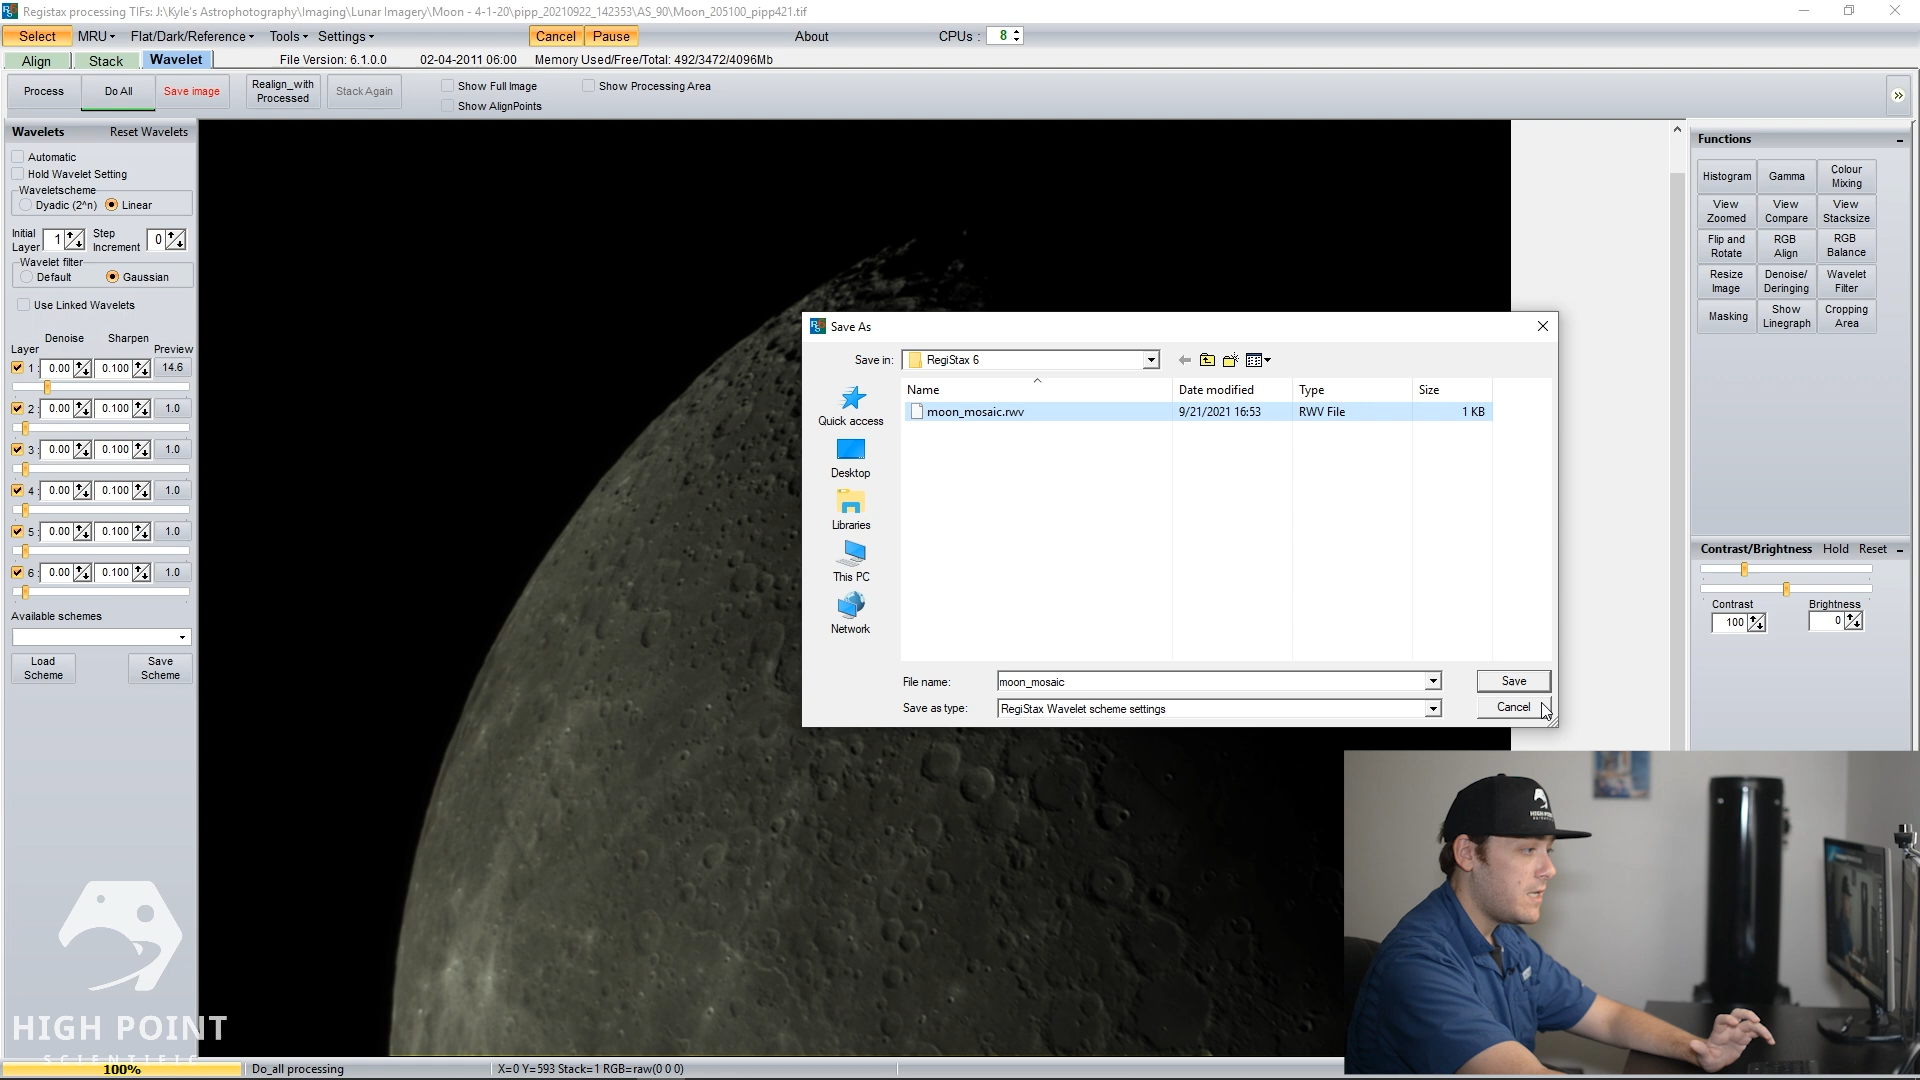 Registax processing TIFs: J:\Kyle's Astrophotography\Imaging\Lunar Imagery\Moon - 4-1-20\pipp_20210922_142353\AS_90\Moon_205100_pipp421.tif
Select MRU Flat/Dark/Reference Tools Settings Cancel Pause About CPUs : 8
Align Stack Wavelet File Version: 6.1.0.0 02-04-2011 06:00 Memory Used/Free/Total: 492/3472/4096Mb
Process Do All Save image Realign_with Processed Stack Again Show Full Image Show Processing Area
Show AlignPoints
Wavelets Reset Wavelets
Automatic
Hold Wavelet Setting
Waveletscheme
Dyadic (2^n) Linear
Initial Layer 1 Step Increment 0
Wavelet filter
Default Gaussian
Use Linked Wavelets
Denoise Sharpen
Layer Preview
1 : 0.00 0.100 14.6
2 : 0.00 0.100 1.0
3 : 0.00 0.100 1.0
4 : 0.00 0.100 1.0
5 : 0.00 0.100 1.0
6 : 0.00 0.100 1.0
Available schemes
Load Scheme Save Scheme
Save As
Save in: RegiStax 6
Name Date modified Type Size
moon_mosaic.rwv 9/21/2021 16:53 RWV File 1 KB
Quick access
Desktop
Libraries
This PC
Network
File name: moon_mosaic Save
Save as type: RegiStax Wavelet scheme settings Cancel
Functions
Histogram Gamma Colour Mixing
View Zoomed View Compare View Stacksize
Flip and Rotate RGB Align RGB Balance
Resize Image Denoise/ Deringing Wavelet Filter
Masking Show Linegraph Cropping Area
Contrast/Brightness Hold Reset
Contrast Brightness
100 0
HIGH POINT
HIGH POINT
SCIENTIFIC
100% Do_all processing X=0 Y=593 Stack=1 RGB=raw(0 0 0)